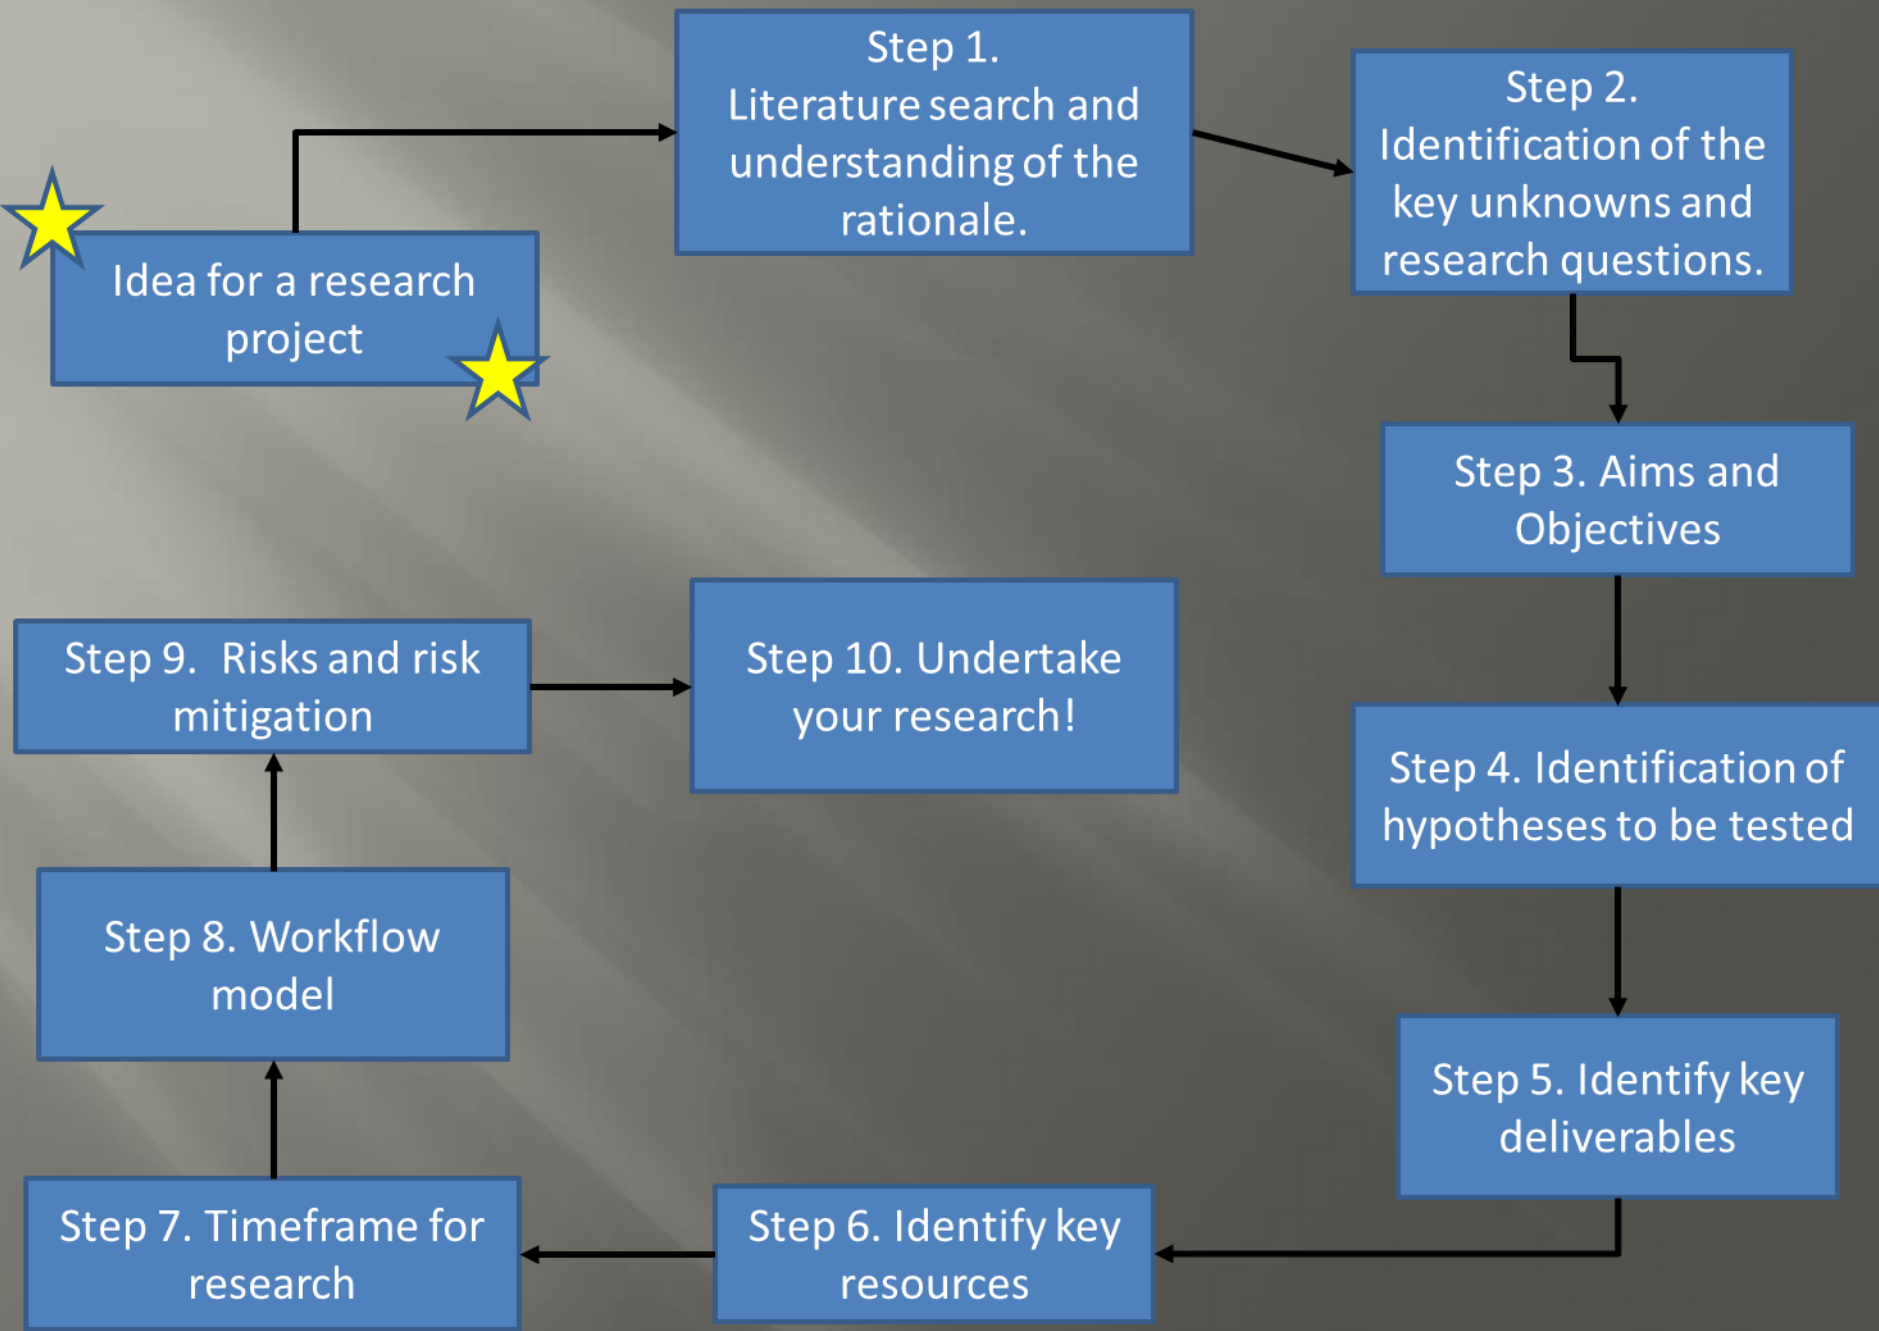 Idea for a research
project
Step 1.
Literature search and
understanding of the
rationale.
Step 2.
Identification of the
key unknowns and
research questions.
Step 3. Aims and
Objectives
Step 4. Identification of
hypotheses to be tested
Step 5. Identify key
deliverables
Step 6. Identify key
resources
Step 7. Timeframe for
research
Step 8. Workflow
model
Step 9. Risks and risk
mitigation
Step 10. Undertake
your research!